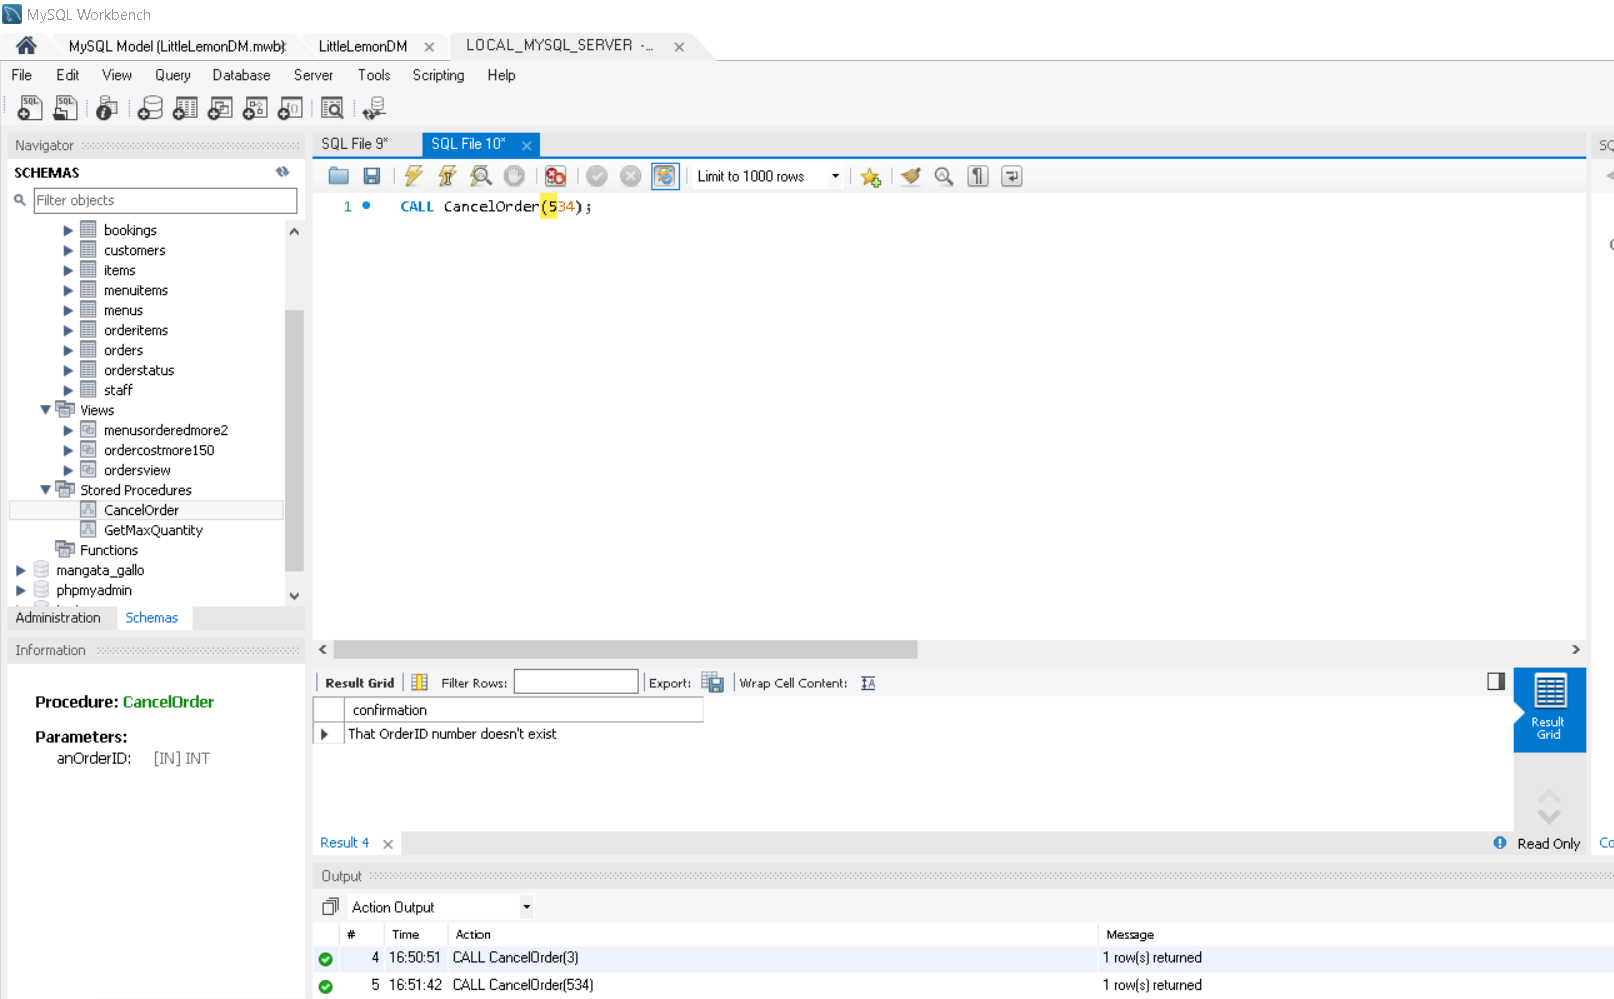 MySQL Workbench
MySQL Model (LittleLemonDM.mwb)
LittleLemonDM
LOCAL_MYSQL_SERVER -...
File Edit View Query Database Server Tools Scripting Help
Navigator
SCHEMAS
Filter objects
bookings
customers
items
menuitems
menus
orderitems
orders
orderstatus
staff
Views
menusorderedmore2
ordercostmore150
ordersview
Stored Procedures
CancelOrder
GetMaxQuantity
Functions
mangata_gallo
phpmyadmin
Administration Schemas
Information
Procedure: CancelOrder
Parameters:
anOrderID: [IN] INT
SQL File 9*
SQL File 10*
Limit to 1000 rows
1 CALL CancelOrder(534);
Result Grid Filter Rows: Export: Wrap Cell Content:
confirmation
That OrderID number doesn't exist
Result
Grid
Result 4
Read Only
Output
Action Output
# Time Action Message
4 16:50:51 CALL CancelOrder(3) 1 row(s) returned
5 16:51:42 CALL CancelOrder(534) 1 row(s) returned